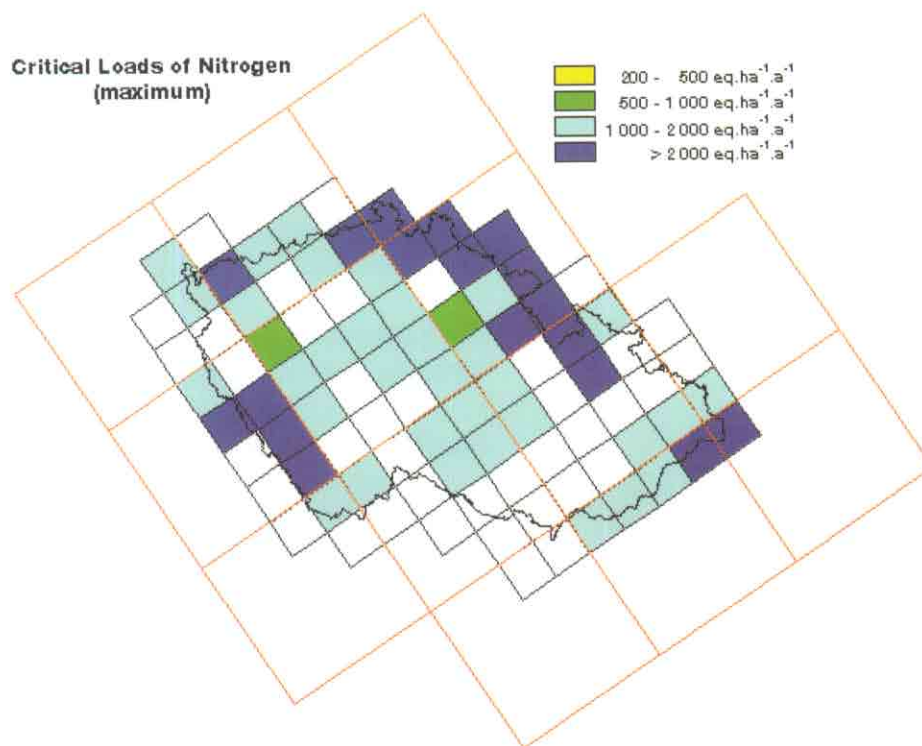 Critical Loads of Nitrogen
(maximum)
200 - 500 eq.ha⁻¹.a⁻¹
500 - 1 000 eq.ha⁻¹.a⁻¹
1 000 - 2 000 eq.ha⁻¹.a⁻¹
> 2 000 eq.ha⁻¹.a⁻¹